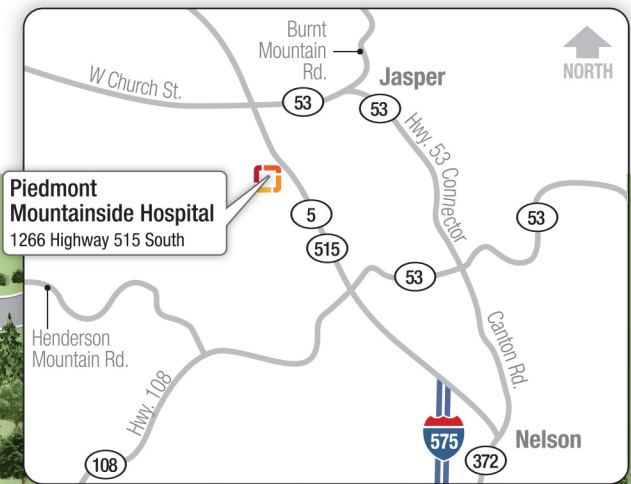 Burnt
Mountain
Rd.
NORTH
Jasper
W Church St.
53
53
Hwy. 53 Connector
Piedmont
Mountainside Hospital
1266 Highway 515 South
5
53
515
53
Henderson
Mountain Rd.
Canton Rd.
Hwy. 108
575
Nelson
372
108